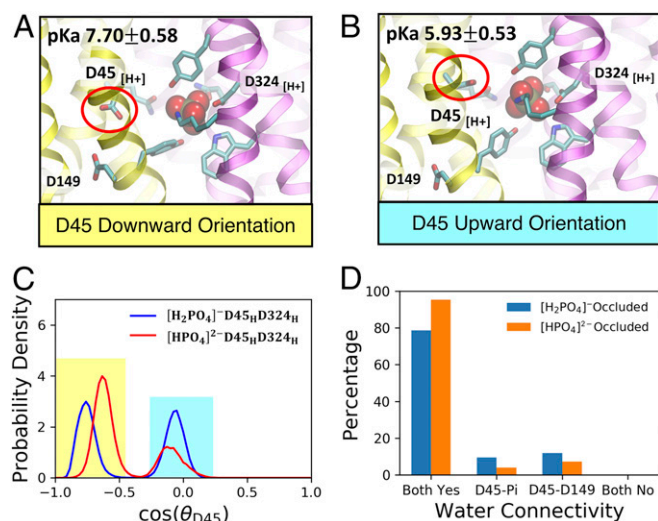 A
pKa 7.70±0.58
D45 [H+]
D324 [H+]
D149
D45 Downward Orientation
B
pKa 5.93±0.53
D324 [H+]
D45 [H+]
D149
D45 Upward Orientation
C
Probability Density
6
4
2
0
[H₂PO₄]⁻D45ₕD324ₕ
[HPO₄]²⁻D45ₕD324ₕ
-1.0 -0.5 0.0 0.5 1.0
cos(θD45)
D
Percentage
100
80
60
40
20
0
[H₂PO₄]⁻Occluded
[HPO₄]²⁻Occluded
Both Yes D45-Pi D45-D149 Both No
Water Connectivity